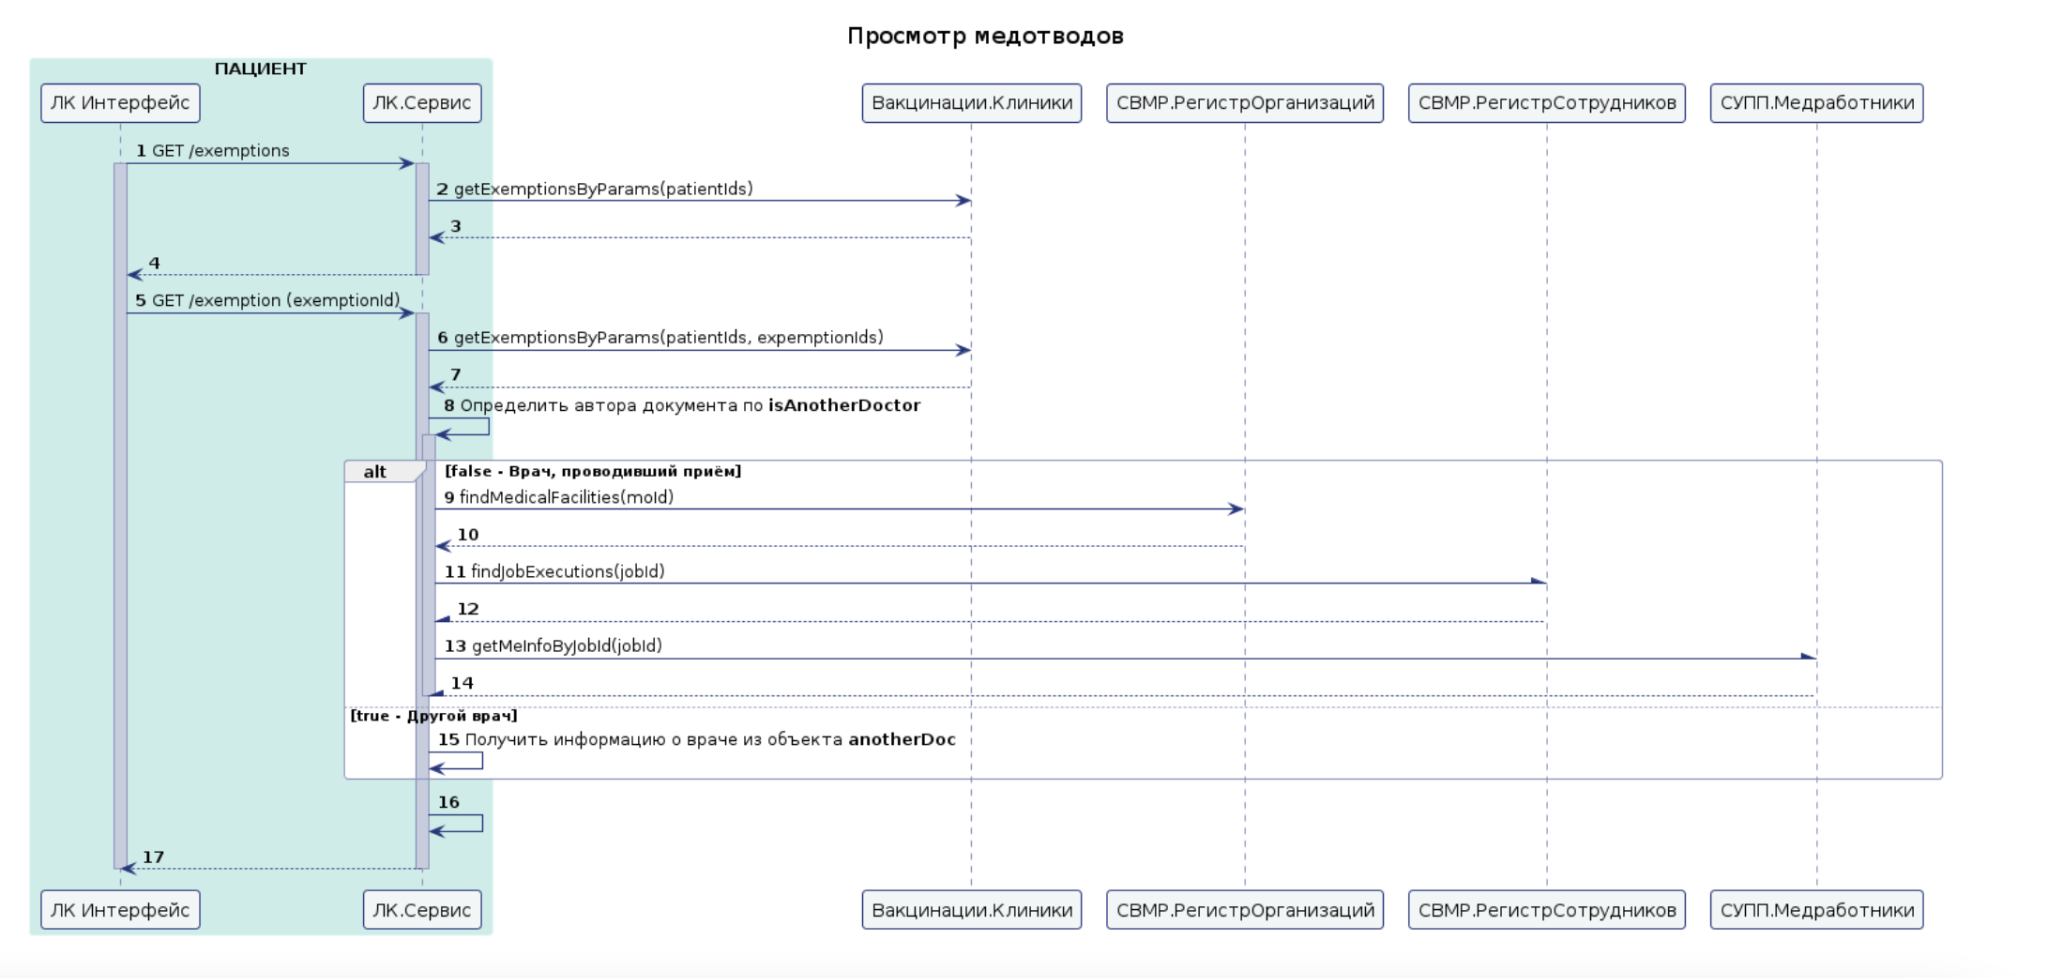 Просмотр медотводов
ПАЦИЕНТ
ЛК Интерфейс
ЛК.Сервис
Вакцинации.Клиники
СВМР.РегистрОрганизаций
СВМР.РегистрСотрудников
СУПП.Медработники
1 GET /exemptions
2 getExemptionsByParams(patientIds)
3
4
5 GET /exemption (exemptionId)
6 getExemptionsByParams(patientIds, expemptionIds)
7
8 Определить автора документа по isAnotherDoctor
alt
[false - Врач, проводивший приём]
9 findMedicalFacilities(moId)
10
11 findJobExecutions(jobId)
12
13 getMeInfoByJobId(jobId)
14
[true - Другой врач]
15 Получить информацию о враче из объекта anotherDoc
16
17
ЛК Интерфейс
ЛК.Сервис
Вакцинации.Клиники
СВМР.РегистрОрганизаций
СВМР.РегистрСотрудников
СУПП.Медработники